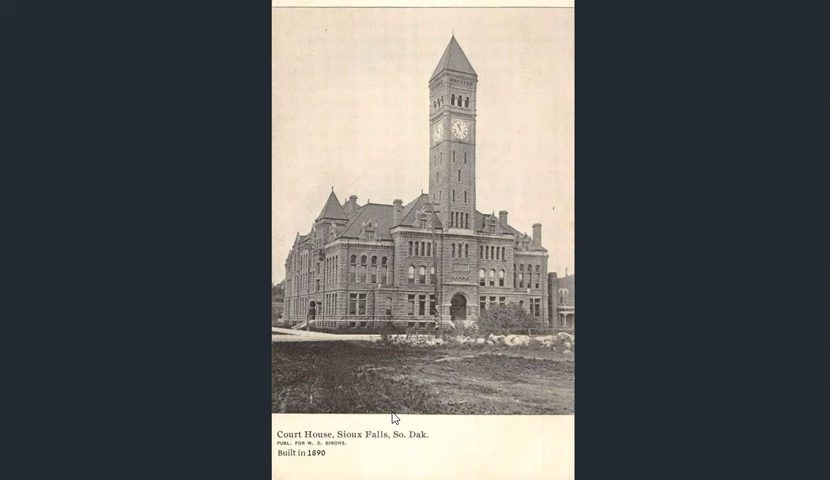 Court House, Sioux Falls, So. Dak.
PUBL. FOR W. D. SIMONS.
Built in 1890